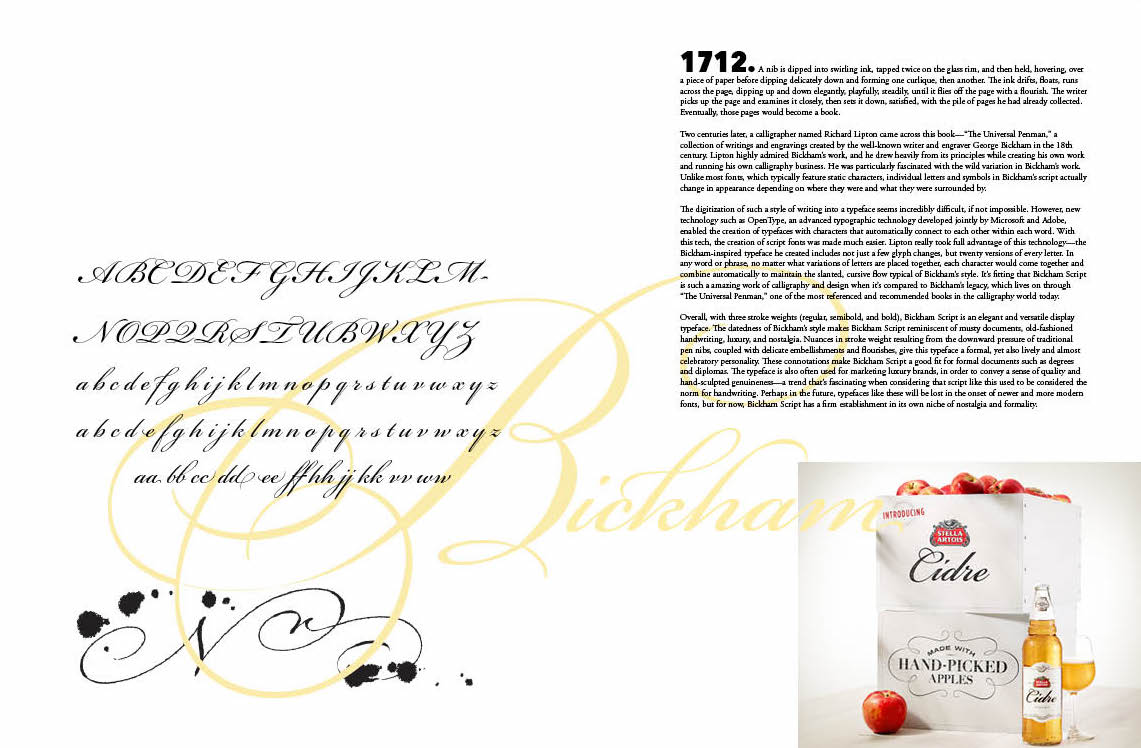 1712. A nib is dipped into swirling ink, tapped twice on the glass rim, and then held, hovering, over
a piece of paper before dipping delicately down and forming one curlique, then another. The ink drifts, floats, runs
across the page, dipping up and down elegantly, playfully, steadily, until it flies off the page with a flourish. The writer
picks up the page and examines it closely, then sets it down, satisfied, with the pile of pages he had already collected.
Eventually, those pages would become a book.
Two centuries later, a calligrapher named Richard Lipton came across this book—“The Universal Penman,” a
collection of writings and engravings created by the well-known writer and engraver George Bickham in the 18th
century. Lipton highly admired Bickham’s work, and he drew heavily from its principles while creating his own work
and running his own calligraphy business. He was particularly fascinated with the wild variation in Bickham’s work.
Unlike most fonts, which typically feature static characters, individual letters and symbols in Bickham’s script actually
change in appearance depending on where they were and what they were surrounded by.
The digitization of such a style of writing into a typeface seems incredibly difficult, if not impossible. However, new
technology such as OpenType, an advanced typographic technology developed jointly by Microsoft and Adobe,
enabled the creation of typefaces with characters that automatically connect to each other within each word. With
this tech, the creation of script fonts was made much easier. Lipton really took full advantage of this technology—the
Bickham-inspired typeface he created includes not just a few glyph changes, but twenty versions of every letter. In
any word or phrase, no matter what variations of letters are placed together, each character would come together and
combine automatically to maintain the slanted, cursive flow typical of Bickham’s style. It’s fitting that Bickham Script
is such a amazing work of calligraphy and design when it’s compared to Bickham’s legacy, which lives on through
“The Universal Penman,” one of the most referenced and recommended books in the calligraphy world today.
Overall, with three stroke weights (regular, semibold, and bold), Bickham Script is an elegant and versatile display
typeface. The datedness of Bickham’s style makes Bickham Script reminiscent of musty documents, old-fashioned
handwriting, luxury, and nostalgia. Nuances in stroke weight resulting from the downward pressure of traditional
pen nibs, coupled with delicate embellishments and flourishes, give this typeface a formal, yet also lively and almost
celebratory personality. These connotations make Bickham Script a good fit for formal documents such as degrees
and diplomas. The typeface is also often used for marketing luxury brands, in order to convey a sense of quality and
hand-sculpted genuineness—a trend that’s fascinating when considering that script like this used to be considered the
norm for handwriting. Perhaps in the future, typefaces like these will be lost in the onset of newer and more modern
fonts, but for now, Bickham Script has a firm establishment in its own niche of nostalgia and formality.
ABCDEFGHIJKLM
NOPQRSTUVWXYZ
abcdefghijklmnopqrstuvwxyz
abcdefghijklmnopqrstuvwxyz
aa bb cc dd ee ff hh jj kk vv ww
Bickham
N r
INTRODUCING
STELLA
ARTOIS
Cidre
MADE WITH
HAND-PICKED
APPLES
STELLA
ARTOIS
Cidre